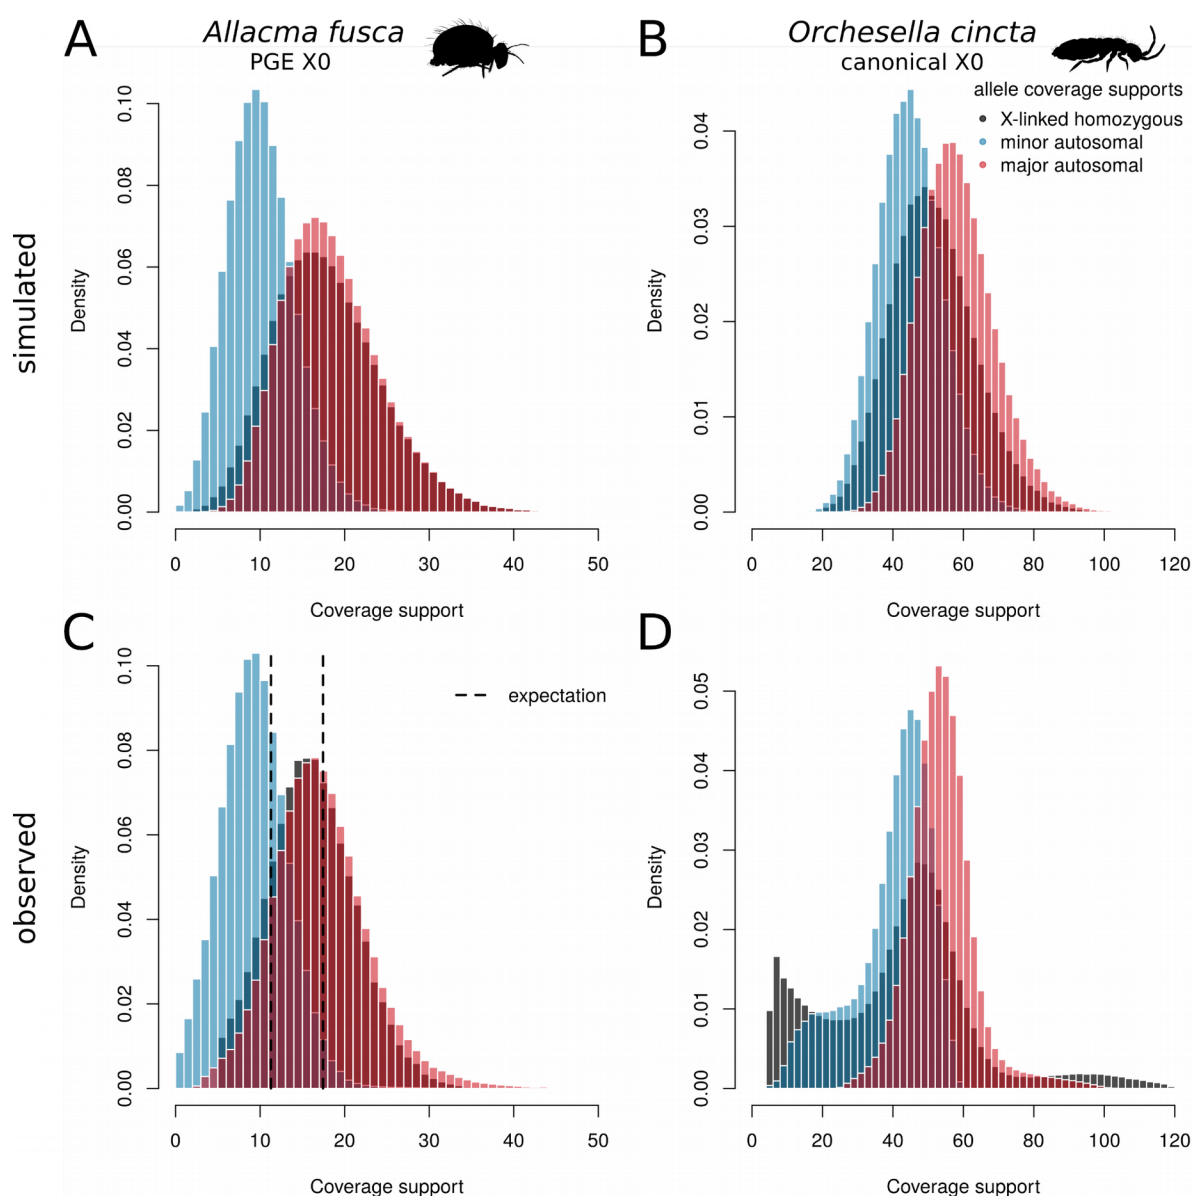 A
Allacma fusca
PGE X0
B
Orchesella cincta
canonical X0
allele coverage supports
X-linked homozygous
minor autosomal
major autosomal
simulated
Density
0.00
0.02
0.04
0.06
0.08
0.10
0
10
20
30
40
50
Coverage support
Density
0.00
0.01
0.02
0.03
0.04
0
20
40
60
80
100
120
Coverage support
C
observed
expectation
Density
0.00
0.02
0.04
0.06
0.08
0.10
0
10
20
30
40
50
Coverage support
D
Density
0.00
0.01
0.02
0.03
0.04
0.05
0
20
40
60
80
100
120
Coverage support